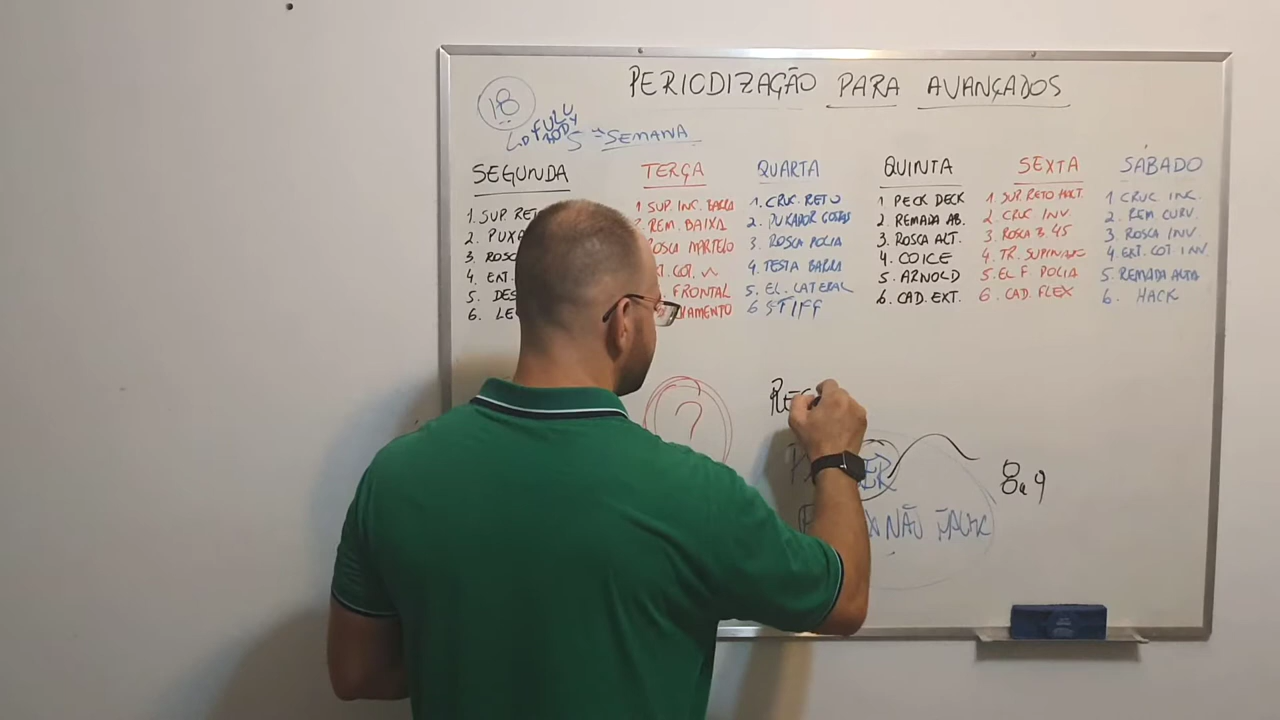 PERIODIZAÇÃO PARA AVANÇADOS
18
FULL BODY 5 => SEMANA
SEGUNDA
1. SUP. RET
2. PUXA
3. ROSC
4. EXT.
5. DES
6. LE
TERÇA
1 SUP. INC. BARRA
2. REM. BAIXA
ROSCA MARTELO
FRONTAL
QUARTA
1. CRUC. RETO
2. PUXADOR COSTAS
3. ROSCA POLIA
4. TESTA BARRA
5. EL. LATERAL
6 STIFF
QUINTA
1 PECK DECK
2. REMADA AB.
3. ROSCA ALT.
4. COICE
5. ARNOLD
6. CAD. EXT.
SEXTA
1. SUP. RETO HALT.
2. CRUC INV.
3. ROSCA B. 45
4. TR. SUPINADO
5. EL F. POLIA
6. CAD. FLEX
SÁBADO
1 CRUC INC.
2. REM CURV.
3. ROSCA INV.
4. EXT. COT INV.
5. REMADA ALTA
6. HACK
?
8 a 9
NÃO